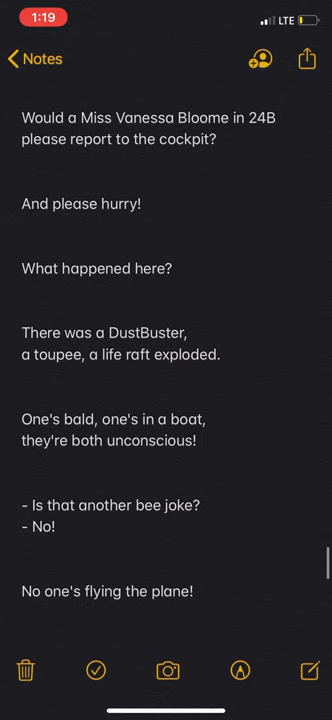 1:19
LTE
Notes
Would a Miss Vanessa Bloome in 24B
please report to the cockpit?
And please hurry!
What happened here?
There was a DustBuster,
a toupee, a life raft exploded.
One's bald, one's in a boat,
they're both unconscious!
- Is that another bee joke?
- No!
No one's flying the plane!